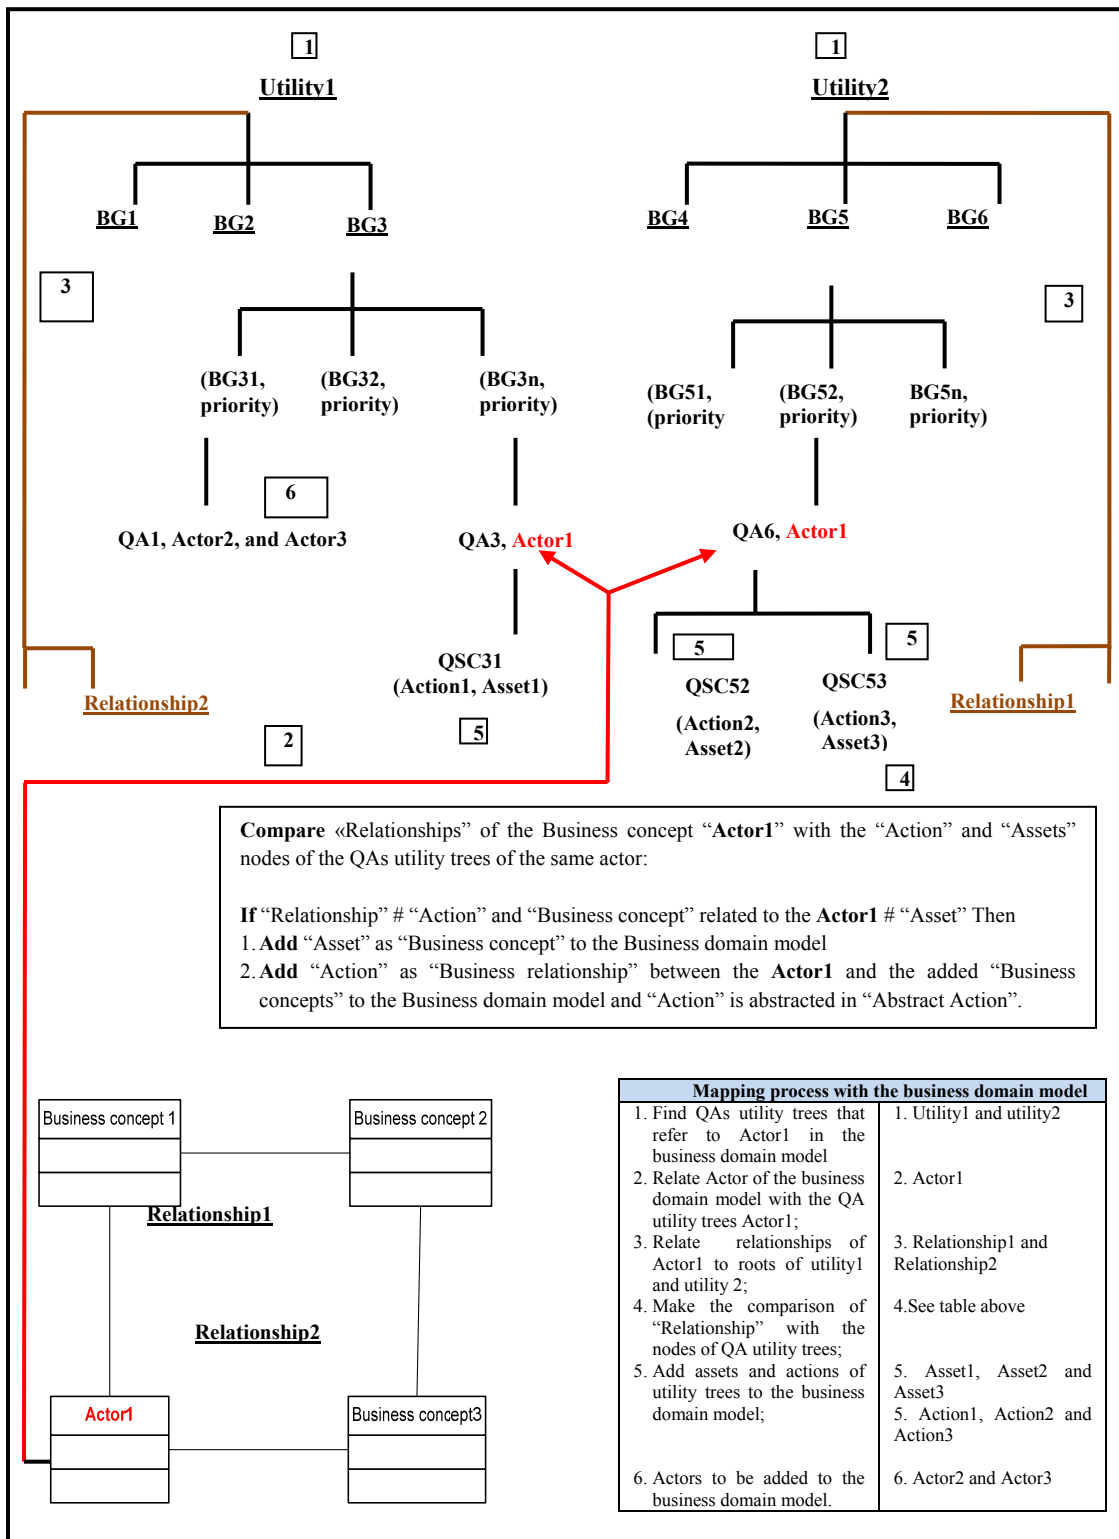 1
1
Utility1
Utility2
BG1
BG2
BG3
BG4
BG5
BG6
3
3
(BG31,
priority)
(BG32,
priority)
(BG3n,
priority)
(BG51,
(priority
(BG52,
priority)
BG5n,
priority)
6
QA1, Actor2, and Actor3
QA3, Actor1
QA6, Actor1
5
5
QSC31
(Action1, Asset1)
QSC52
(Action2,
Asset2)
QSC53
(Action3,
Asset3)
Relationship2
Relationship1
2
5
4
Compare «Relationships” of the Business concept “Actor1” with the “Action” and “Assets”
nodes of the QAs utility trees of the same actor:
If “Relationship” # “Action” and “Business concept” related to the Actor1 # “Asset” Then
1. Add “Asset” as “Business concept” to the Business domain model
2. Add “Action” as “Business relationship” between the Actor1 and the added “Business
concepts” to the Business domain model and “Action” is abstracted in “Abstract Action”.
Business concept 1
Business concept 2
Relationship1
Relationship2
Actor1
Business concept3
Mapping process with the business domain model
1. Find QAs utility trees that
refer to Actor1 in the
business domain model
1. Utility1 and utility2
2. Relate Actor of the business
domain model with the QA
utility trees Actor1;
2. Actor1
3. Relate relationships of
Actor1 to roots of utility1
and utility 2;
3. Relationship1 and
Relationship2
4. Make the comparison of
“Relationship” with the
nodes of QA utility trees;
4.See table above
5. Add assets and actions of
utility trees to the business
domain model;
5. Asset1, Asset2 and
Asset3
5. Action1, Action2 and
Action3
6. Actors to be added to the
business domain model.
6. Actor2 and Actor3